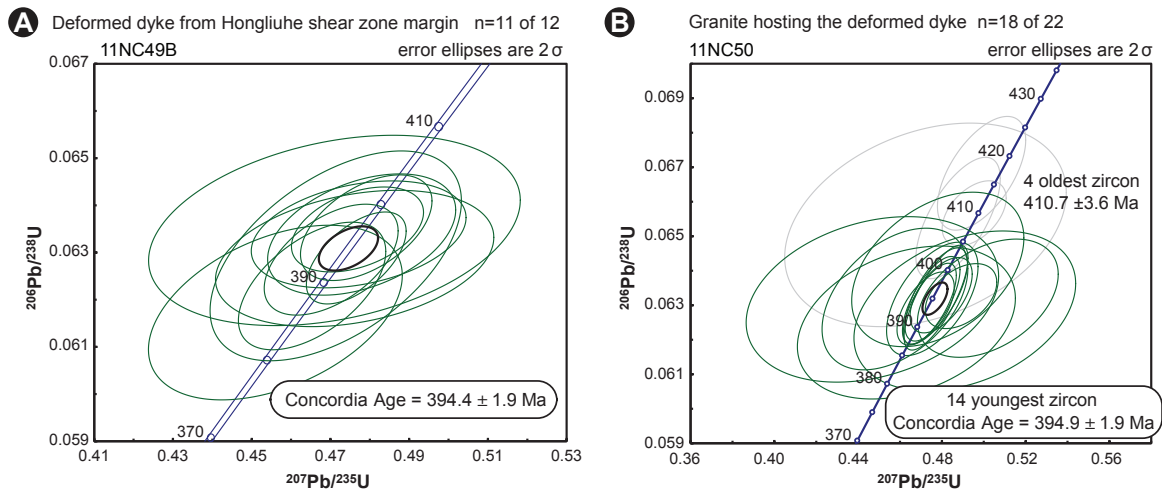 A Deformed dyke from Hongliuhe shear zone margin n=11 of 12
11NC49B error ellipses are 2σ
0.067
0.065
0.063
0.061
0.059
0.41 0.43 0.45 0.47 0.49 0.51 0.53
410
390
370
Concordia Age = 394.4 ± 1.9 Ma
206Pb/238U
207Pb/235U
B Granite hosting the deformed dyke n=18 of 22
11NC50 error ellipses are 2σ
0.069
0.067
0.065
0.063
0.061
0.059
0.36 0.40 0.44 0.48 0.52 0.56
430
420
410
400
390
380
370
4 oldest zircon
410.7 ±3.6 Ma
14 youngest zircon
Concordia Age = 394.9 ± 1.9 Ma
206Pb/238U
207Pb/235U